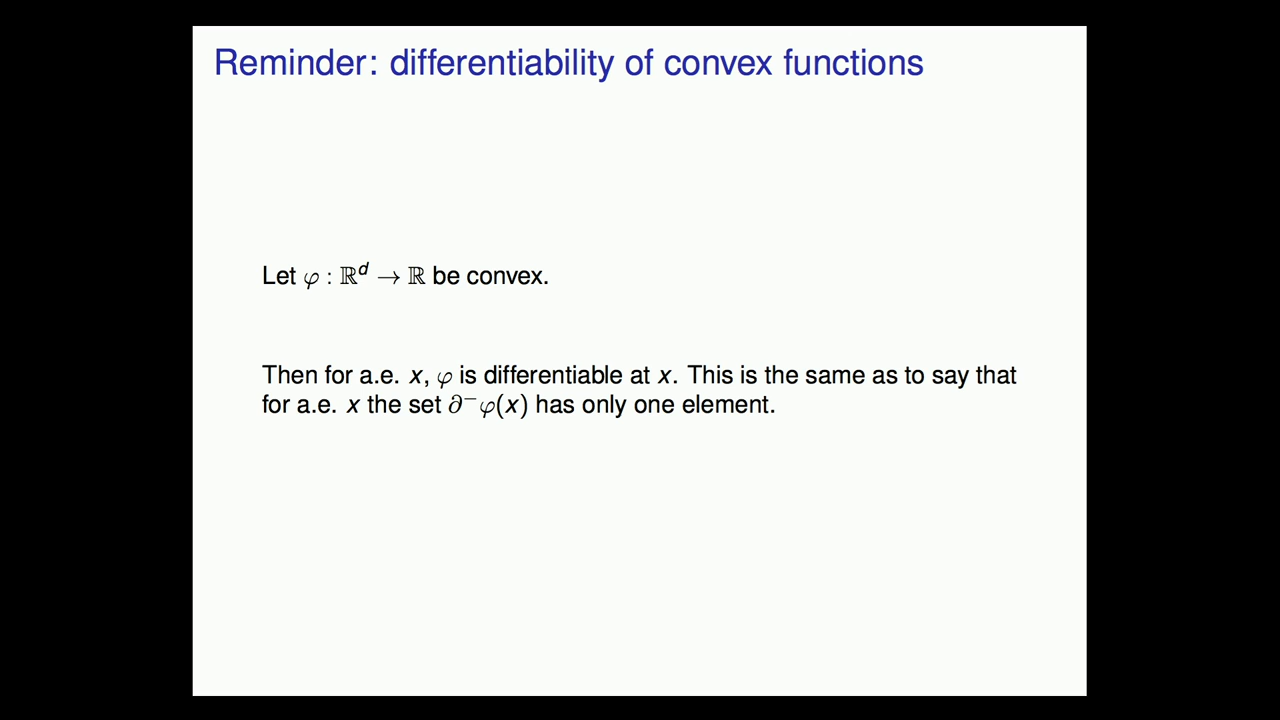 Reminder: differentiability of convex functions
Let φ : ℝᵈ → ℝ be convex.
Then for a.e. x, φ is differentiable at x. This is the same as to say that
for a.e. x the set ∂⁻φ(x) has only one element.